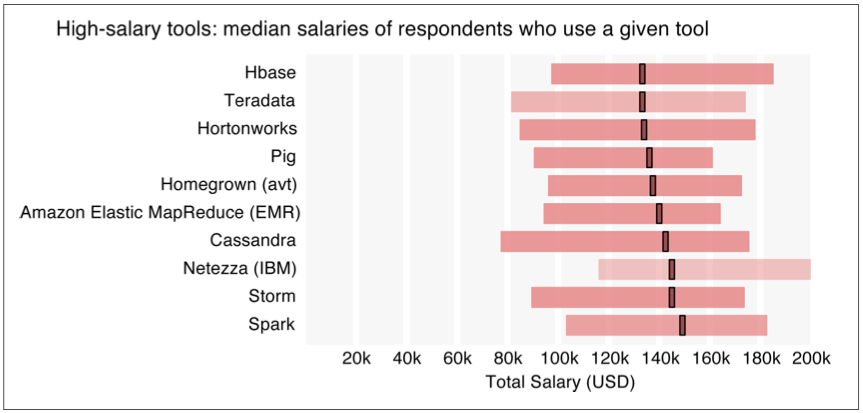 High-salary tools: median salaries of respondents who use a given tool
Hbase
Teradata
Hortonworks
Pig
Homegrown (avt)
Amazon Elastic MapReduce (EMR)
Cassandra
Netezza (IBM)
Storm
Spark
20k 40k 60k 80k 100k 120k 140k 160k 180k 200k
Total Salary (USD)